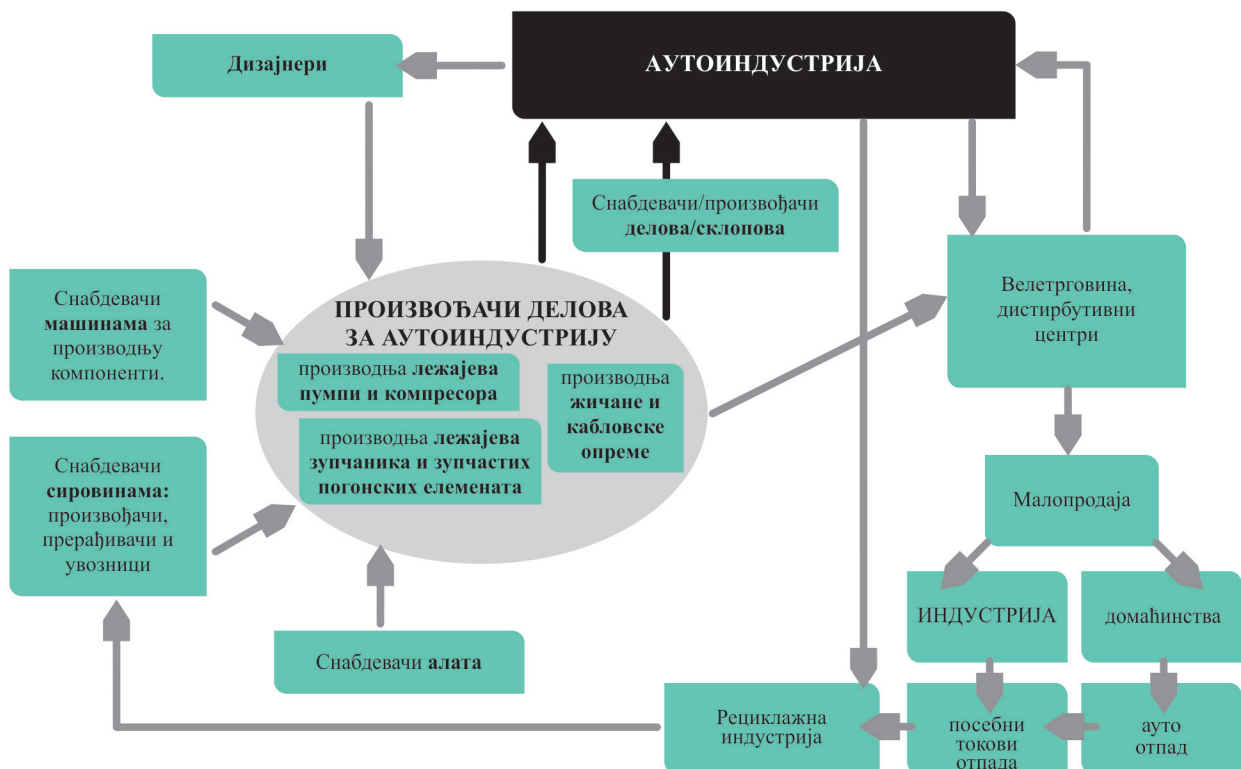 Дизајнери
АУТОИНДУСТРИЈА
Снабдевачи/произвођачи
делова/склопова
Снабдевачи
машинама за
производњу
компоненти.
ПРОИЗВОЂАЧИ ДЕЛОВА
ЗА АУТОИНДУСТРИЈУ
производња лежајева
пумпи и компресора
производња
жичане и
кабловске
опреме
производња лежајева
зупчаника и зупчастих
погонских елемената
Велетрговина,
дистирбутивни
центри
Снабдевачи
сировинама:
произвођачи,
прерађивачи и
увозници
Малопродаја
ИНДУСТРИЈА
домаћинства
Снабдевачи алата
Рециклажна
индустрија
посебни
токови
отпада
ауто
отпад